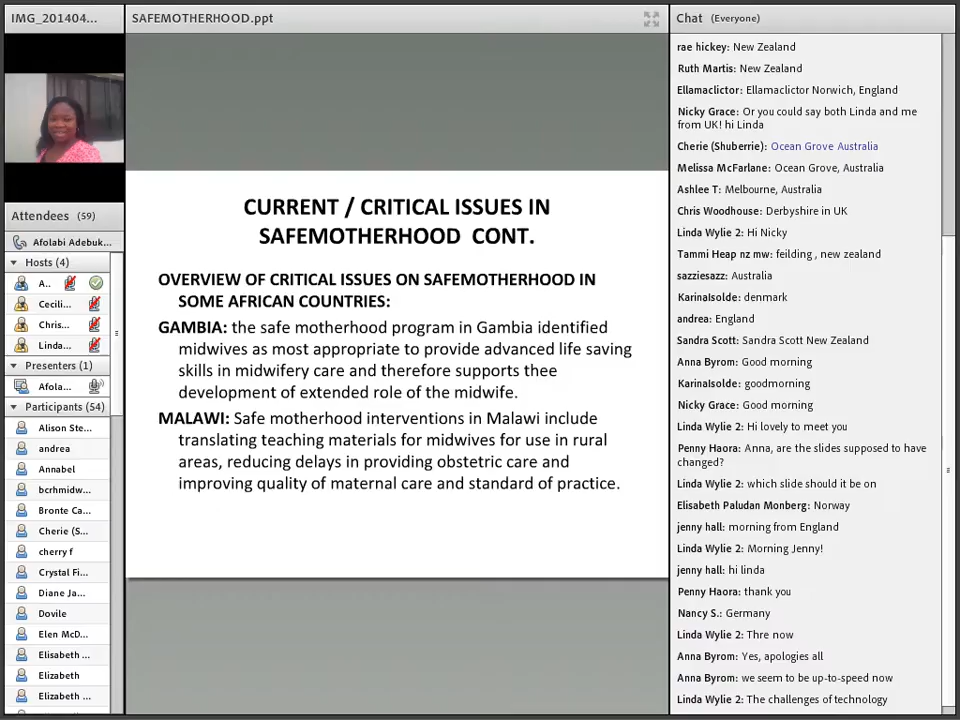 IMG_201404...
SAFEMOTHERHOOD.ppt
Chat (Everyone)
Attendees (59)
Afolabi Adebuk...
Hosts (4)
A..
Cecili...
Chris...
Linda...
Presenters (1)
Afola...
Participants (54)
Alison Ste...
andrea
Annabel
bcrhmidw...
Bronte Ca...
Cherie (S...
cherry f
Crystal Fi...
Diane Ja...
Dovile
Elen McD...
Elisabeth ...
Elizabeth
Elizabeth ...
CURRENT / CRITICAL ISSUES IN
SAFEMOTHERHOOD CONT.
OVERVIEW OF CRITICAL ISSUES ON SAFEMOTHERHOOD IN
SOME AFRICAN COUNTRIES:
GAMBIA: the safe motherhood program in Gambia identified
midwives as most appropriate to provide advanced life saving
skills in midwifery care and therefore supports thee
development of extended role of the midwife.
MALAWI: Safe motherhood interventions in Malawi include
translating teaching materials for midwives for use in rural
areas, reducing delays in providing obstetric care and
improving quality of maternal care and standard of practice.
rae hickey: New Zealand
Ruth Martis: New Zealand
Ellamaclictor: Ellamaclictor Norwich, England
Nicky Grace: Or you could say both Linda and me
from UK! hi Linda
Cherie (Shuberrie): Ocean Grove Australia
Melissa McFarlane: Ocean Grove, Australia
Ashlee T: Melbourne, Australia
Chris Woodhouse: Derbyshire in UK
Linda Wylie 2: Hi Nicky
Tammi Heap nz mw: feilding , new zealand
sazziesazz: Australia
KarinaIsolde: denmark
andrea: England
Sandra Scott: Sandra Scott New Zealand
Anna Byrom: Good morning
KarinaIsolde: goodmorning
Nicky Grace: Good morning
Linda Wylie 2: Hi lovely to meet you
Penny Haora: Anna, are the slides supposed to have
changed?
Linda Wylie 2: which slide should it be on
Elisabeth Paludan Monberg: Norway
jenny hall: morning from England
Linda Wylie 2: Morning Jenny!
jenny hall: hi linda
Penny Haora: thank you
Nancy S.: Germany
Linda Wylie 2: Thre now
Anna Byrom: Yes, apologies all
Anna Byrom: we seem to be up-to-speed now
Linda Wylie 2: The challenges of technology